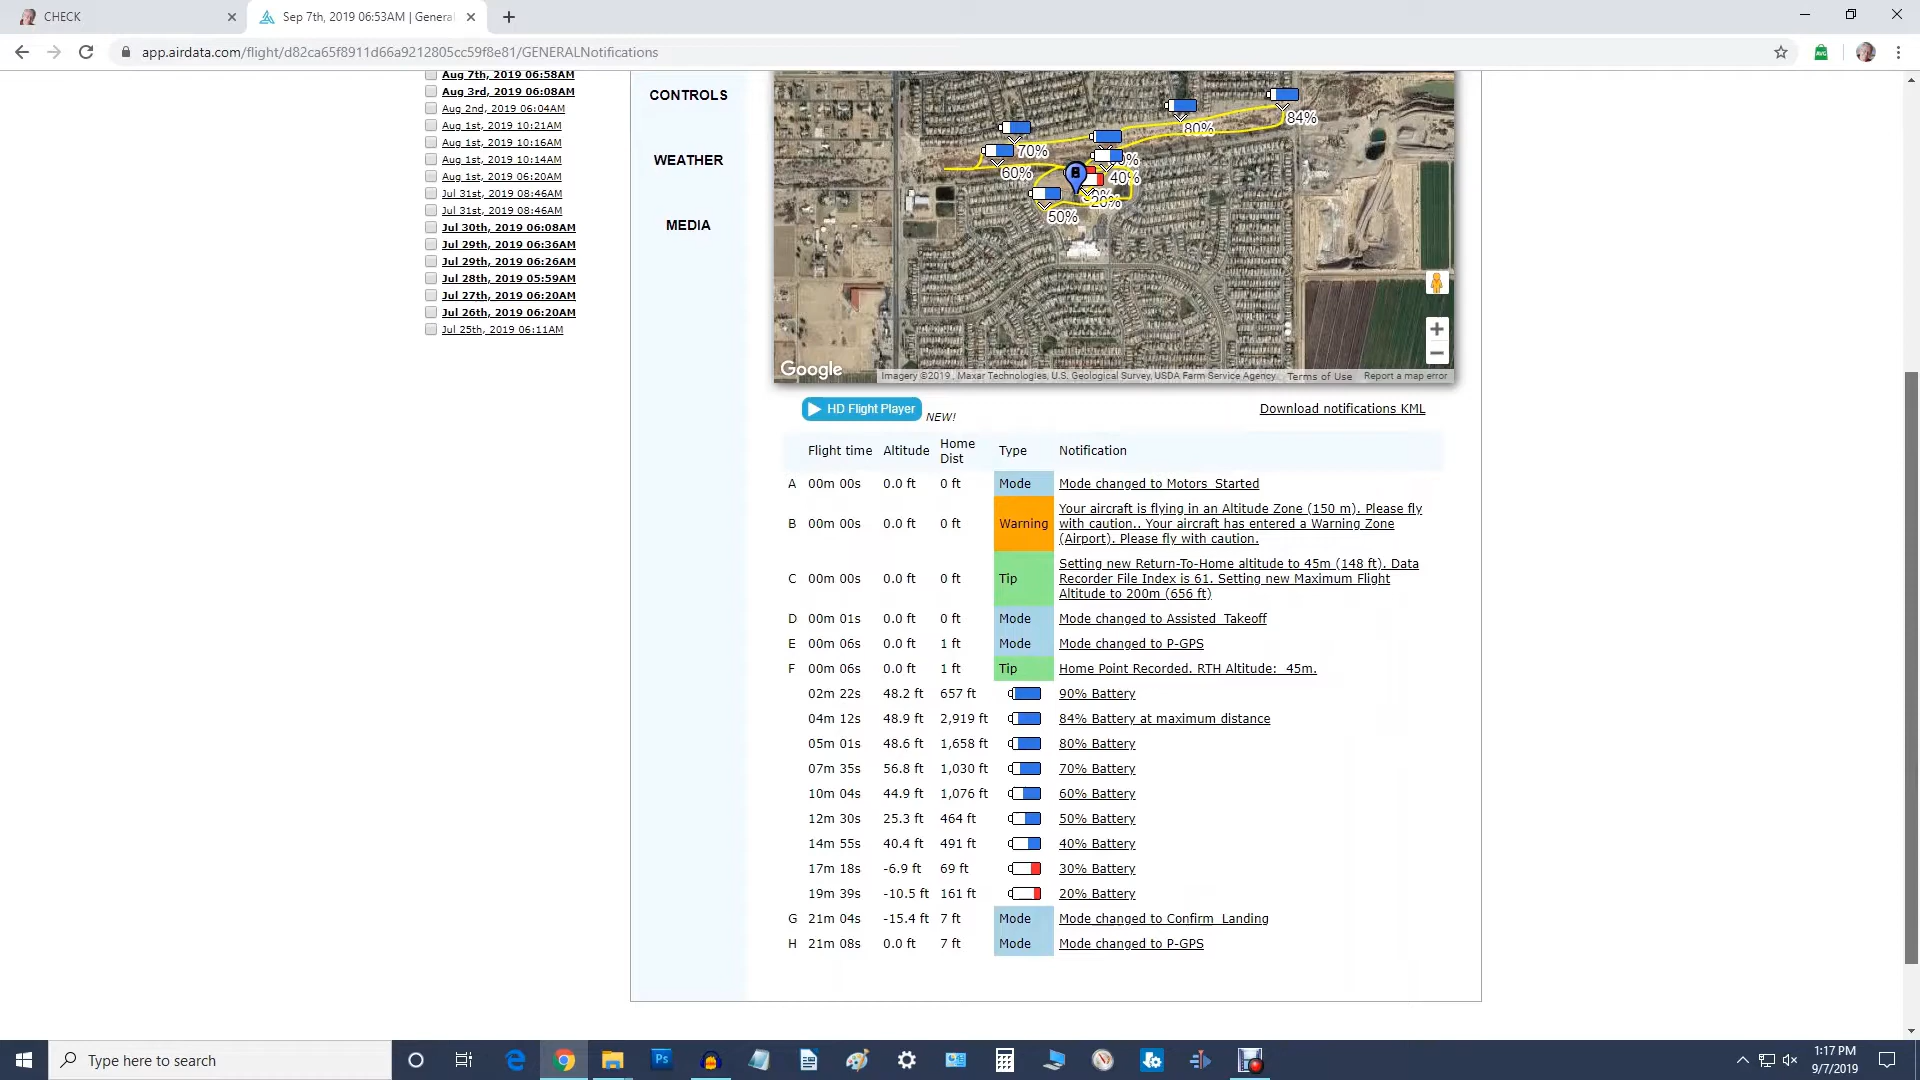 CHECK
Sep 7th, 2019 06:53AM | Genera
app.airdata.com/flight/d82ca65f8911d66a9212805cc59f8e81/GENERALNotifications
Aug 7th, 2019 06:58AM
Aug 3rd, 2019 06:08AM
Aug 2nd, 2019 06:04AM
Aug 1st, 2019 10:21AM
Aug 1st, 2019 10:16AM
Aug 1st, 2019 10:14AM
Aug 1st, 2019 06:20AM
Jul 31st, 2019 08:46AM
Jul 31st, 2019 08:46AM
Jul 30th, 2019 06:08AM
Jul 29th, 2019 06:36AM
Jul 29th, 2019 06:26AM
Jul 28th, 2019 05:59AM
Jul 27th, 2019 06:20AM
Jul 26th, 2019 06:20AM
Jul 25th, 2019 06:11AM
CONTROLS
WEATHER
MEDIA
84%
80%
70%
60%
40%
20%
50%
Google
Imagery ©2019 , Maxar Technologies, U.S. Geological Survey, USDA Farm Service Agency
Terms of Use
Report a map error
HD Flight Player
NEW!
Download notifications KML
Flight time Altitude Home Dist Type Notification
A 00m 00s 0.0 ft 0 ft Mode Mode changed to Motors_Started
B 00m 00s 0.0 ft 0 ft Warning Your aircraft is flying in an Altitude Zone (150 m). Please fly
with caution.. Your aircraft has entered a Warning Zone
(Airport). Please fly with caution.
C 00m 00s 0.0 ft 0 ft Tip Setting new Return-To-Home altitude to 45m (148 ft). Data
Recorder File Index is 61. Setting new Maximum Flight
Altitude to 200m (656 ft)
D 00m 01s 0.0 ft 0 ft Mode Mode changed to Assisted_Takeoff
E 00m 06s 0.0 ft 1 ft Mode Mode changed to P-GPS
F 00m 06s 0.0 ft 1 ft Tip Home Point Recorded. RTH Altitude: 45m.
02m 22s 48.2 ft 657 ft 90% Battery
04m 12s 48.9 ft 2,919 ft 84% Battery at maximum distance
05m 01s 48.6 ft 1,658 ft 80% Battery
07m 35s 56.8 ft 1,030 ft 70% Battery
10m 04s 44.9 ft 1,076 ft 60% Battery
12m 30s 25.3 ft 464 ft 50% Battery
14m 55s 40.4 ft 491 ft 40% Battery
17m 18s -6.9 ft 69 ft 30% Battery
19m 39s -10.5 ft 161 ft 20% Battery
G 21m 04s -15.4 ft 7 ft Mode Mode changed to Confirm_Landing
H 21m 08s 0.0 ft 7 ft Mode Mode changed to P-GPS
Type here to search
Ps
1:17 PM
9/7/2019